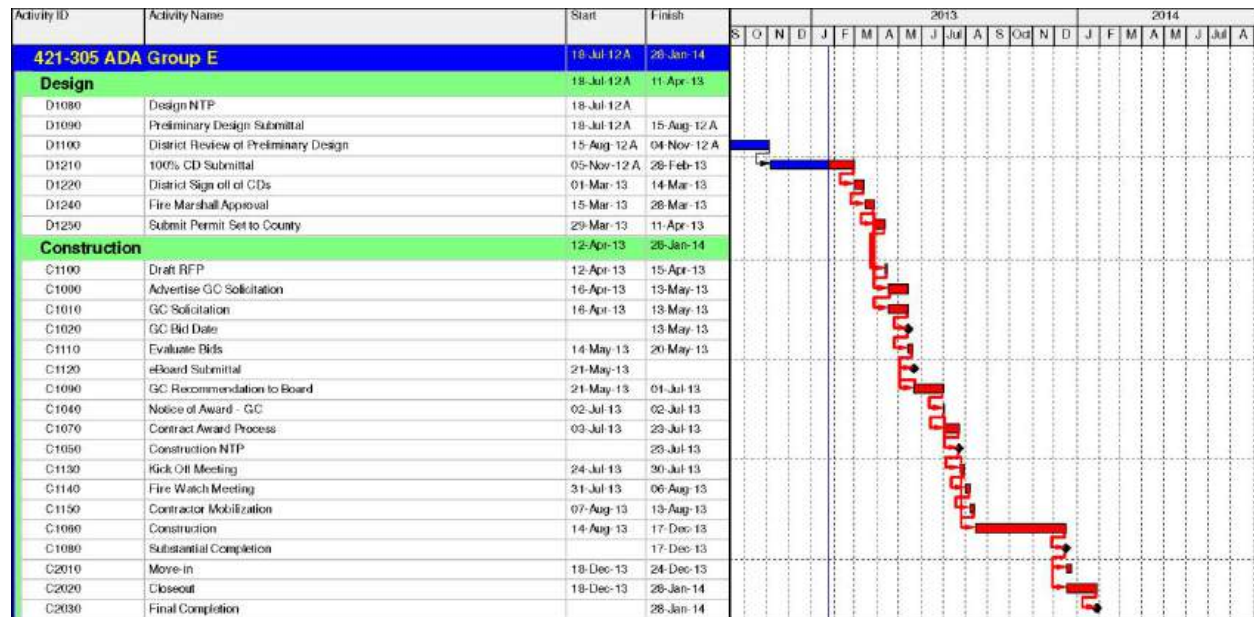 Activity ID Activity Name Start Finish 2013 2014
S O N D J F M A M J Jul A S Oct N D J F M A M J Jul A
421-305 ADA Group E 18-Jul-12 A 28-Jan-14
Design 18-Jul-12 A 11-Apr-13
D1080 Design NTP 18-Jul-12 A
D1090 Preliminary Design Submittal 18-Jul-12 A 15-Aug-12 A
D1100 District Review of Preliminary Design 15-Aug-12 A 04-Nov-12 A
D1210 100% CD Submittal 05-Nov-12 A 28-Feb-13
D1220 District Sign off of CDs 01-Mar-13 14-Mar-13
D1240 Fire Marshall Approval 15-Mar-13 28-Mar-13
D1250 Submit Permit Set to County 29-Mar-13 11-Apr-13
Construction 12-Apr-13 28-Jan-14
C1100 Draft RFP 12-Apr-13 15-Apr-13
C1000 Advertise GC Solicitation 16-Apr-13 13-May-13
C1010 GC Solicitation 16-Apr-13 13-May-13
C1020 GC Bid Date 13-May-13
C1110 Evaluate Bids 14-May-13 20-May-13
C1120 eBoard Submittal 21-May-13
C1090 GC Recommendation to Board 21-May-13 01-Jul-13
C1040 Notice of Award - GC 02-Jul-13 02-Jul-13
C1070 Contract Award Process 03-Jul-13 23-Jul-13
C1050 Construction NTP 23-Jul-13
C1130 Kick Off Meeting 24-Jul-13 30-Jul-13
C1140 Fire Watch Meeting 31-Jul-13 06-Aug-13
C1150 Contractor Mobilization 07-Aug-13 13-Aug-13
C1060 Construction 14-Aug-13 17-Dec-13
C1080 Substantial Completion 17-Dec-13
C2010 Move-in 18-Dec-13 24-Dec-13
C2020 Closeout 18-Dec-13 28-Jan-14
C2030 Final Completion 28-Jan-14